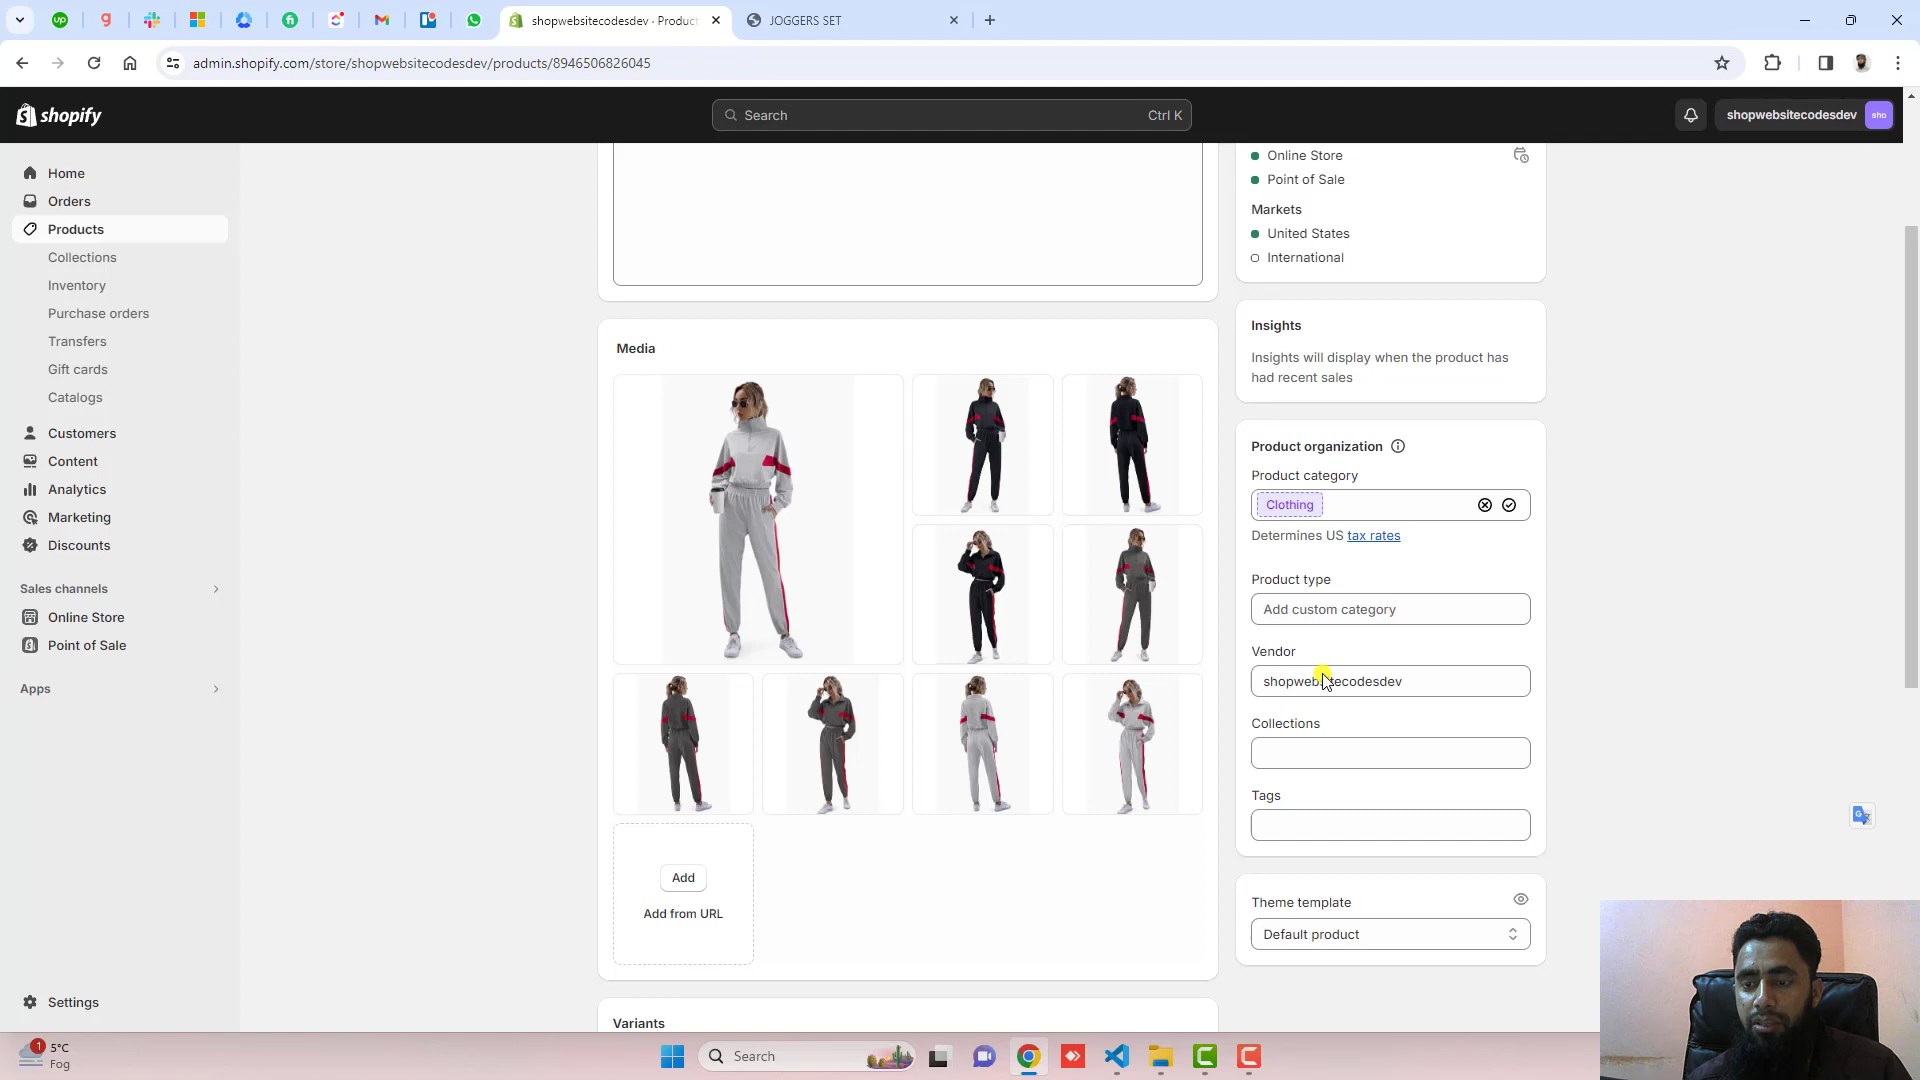 shopwebsitecodesdev · Product
JOGGERS SET
admin.shopify.com/store/shopwebsitecodesdev/products/8946506826045
shopify
Search
Ctrl K
shopwebsitecodesdev
sho
Home
Orders
Products
Collections
Inventory
Purchase orders
Transfers
Gift cards
Catalogs
Customers
Content
Analytics
Marketing
Discounts
Sales channels
Online Store
Point of Sale
Apps
Settings
Media
Add
Add from URL
Variants
Online Store
Point of Sale
Markets
United States
International
Insights
Insights will display when the product has
had recent sales
Product organization
Product category
Clothing
Determines US tax rates
Product type
Add custom category
Vendor
shopwebsitecodesdev
Collections
Tags
Theme template
Default product
1
5°C
Fog
Search